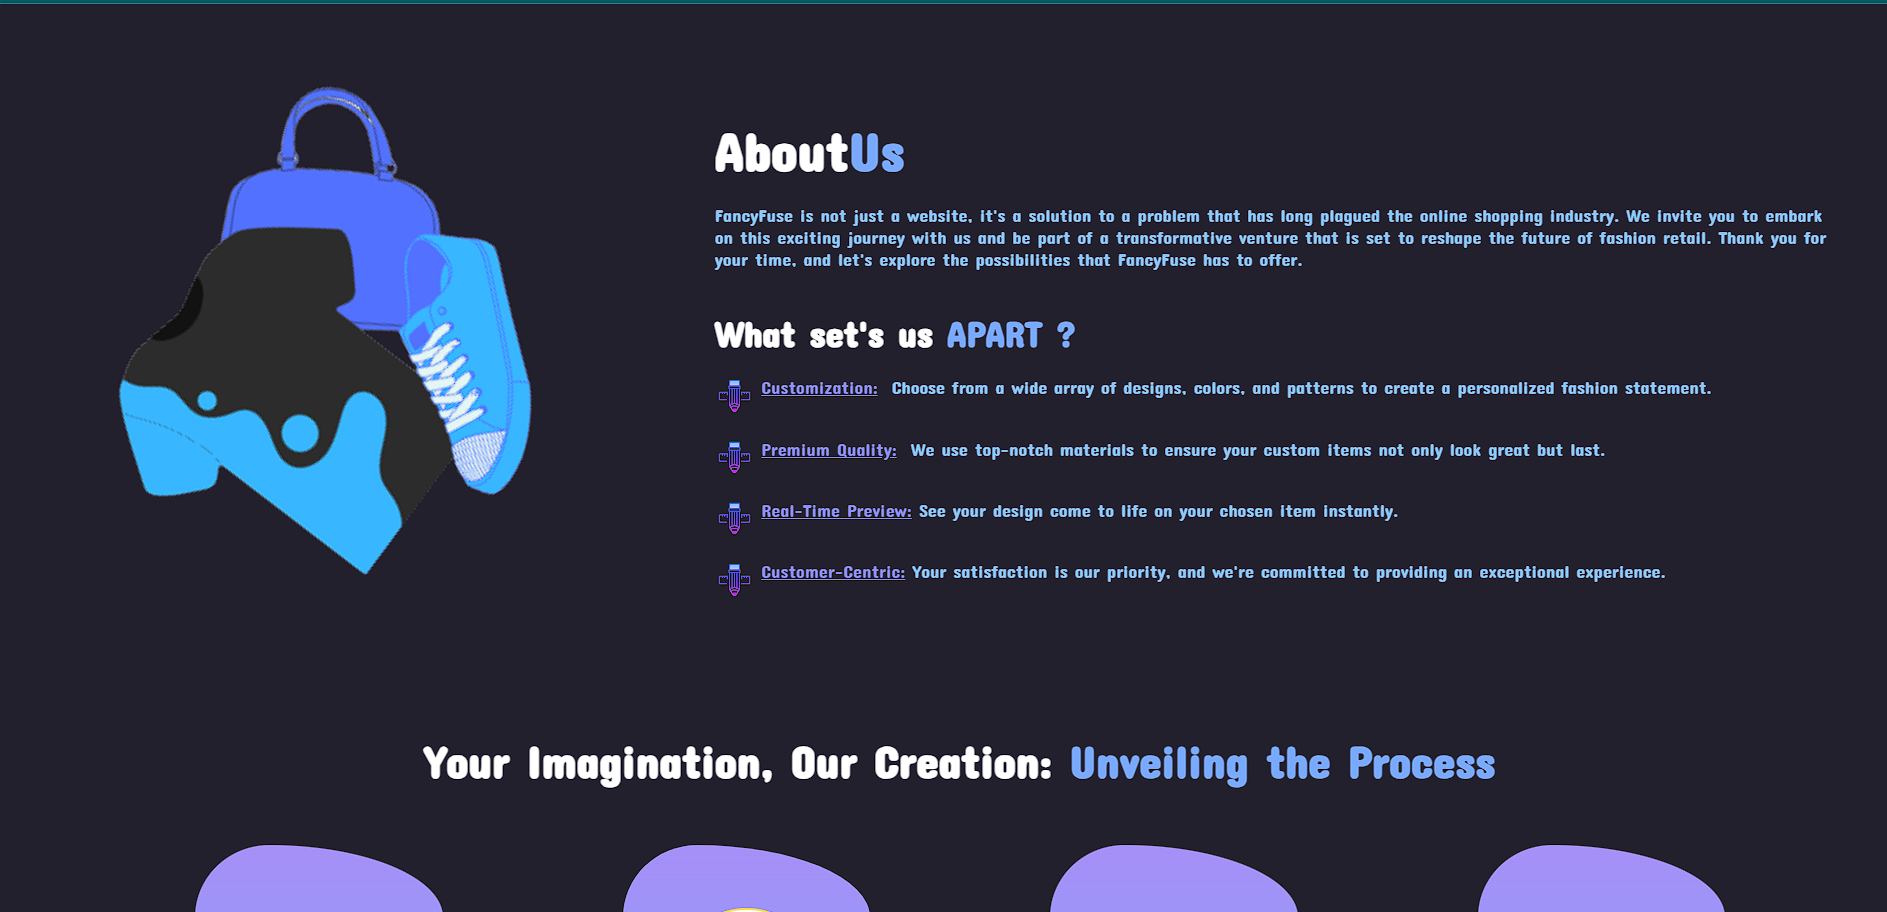 AboutUs
FancyFuse is not just a website, it's a solution to a problem that has long plagued the online shopping industry. We invite you to embark
on this exciting journey with us and be part of a transformative venture that is set to reshape the future of fashion retail. Thank you for
your time, and let's explore the possibilities that FancyFuse has to offer.
What set's us APART ?
Customization: Choose from a wide array of designs, colors, and patterns to create a personalized fashion statement.
Premium Quality: We use top-notch materials to ensure your custom items not only look great but last.
Real-Time Preview: See your design come to life on your chosen item instantly.
Customer-Centric: Your satisfaction is our priority, and we're committed to providing an exceptional experience.
Your Imagination, Our Creation: Unveiling the Process